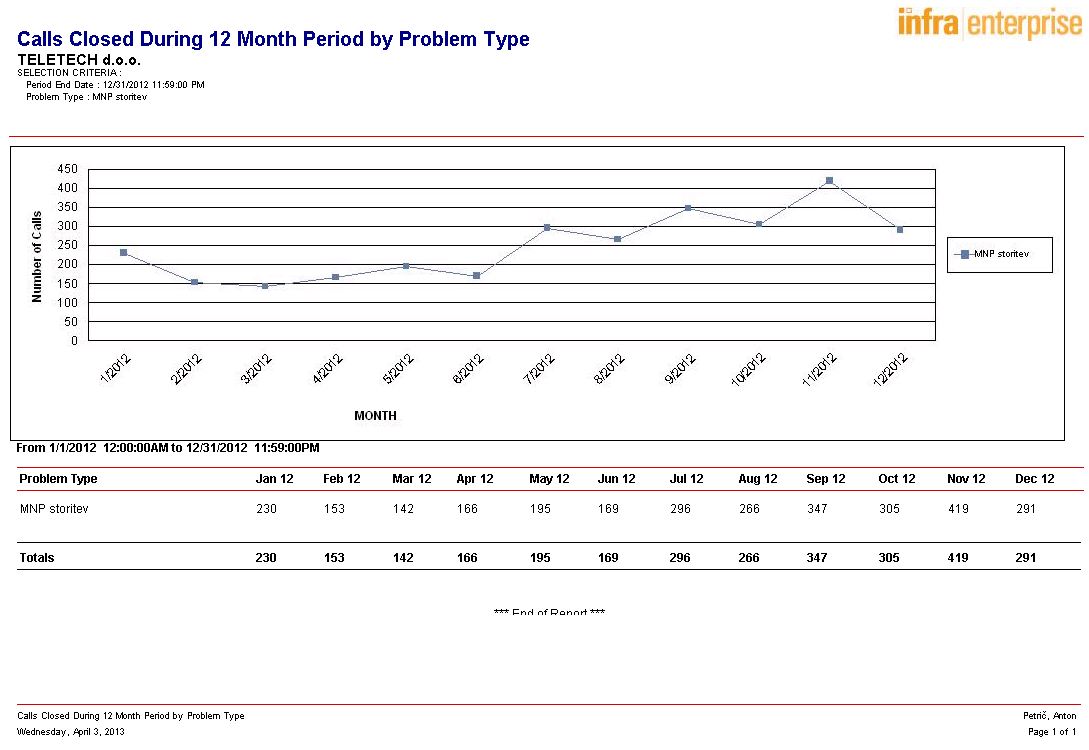 infra enterprise
Calls Closed During 12 Month Period by Problem Type
TELETECH d.o.o.
SELECTION CRITERIA :
Period End Date : 12/31/2012 11:59:00 PM
Problem Type : MNP storitev
450
400
350
300
250
200
150
100
50
0
Number of Calls
1/2012 2/2012 3/2012 4/2012 5/2012 6/2012 7/2012 8/2012 9/2012 10/2012 11/2012 12/2012
MONTH
MNP storitev
From 1/1/2012 12:00:00AM to 12/31/2012 11:59:00PM
Problem Type Jan 12 Feb 12 Mar 12 Apr 12 May 12 Jun 12 Jul 12 Aug 12 Sep 12 Oct 12 Nov 12 Dec 12
MNP storitev 230 153 142 166 195 169 296 266 347 305 419 291
Totals 230 153 142 166 195 169 296 266 347 305 419 291
*** End of Report ***
Calls Closed During 12 Month Period by Problem Type Petrič, Anton
Wednesday, April 3, 2013 Page 1 of 1